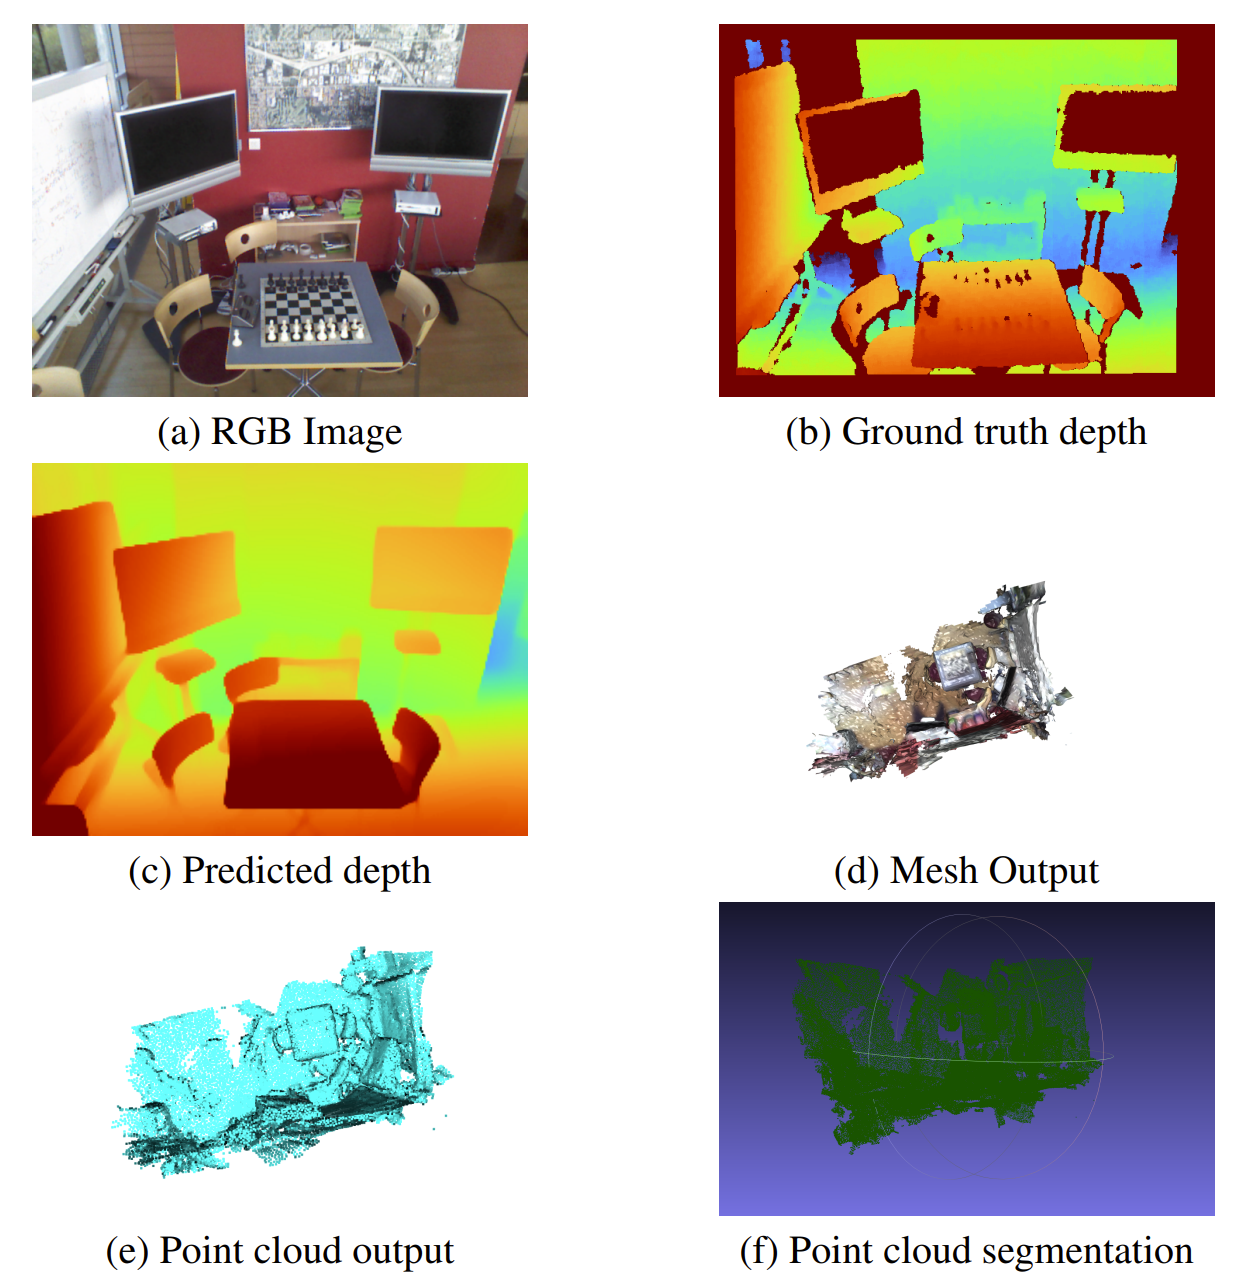 (a) RGB Image
(b) Ground truth depth
(c) Predicted depth
(d) Mesh Output
(e) Point cloud output
(f) Point cloud segmentation